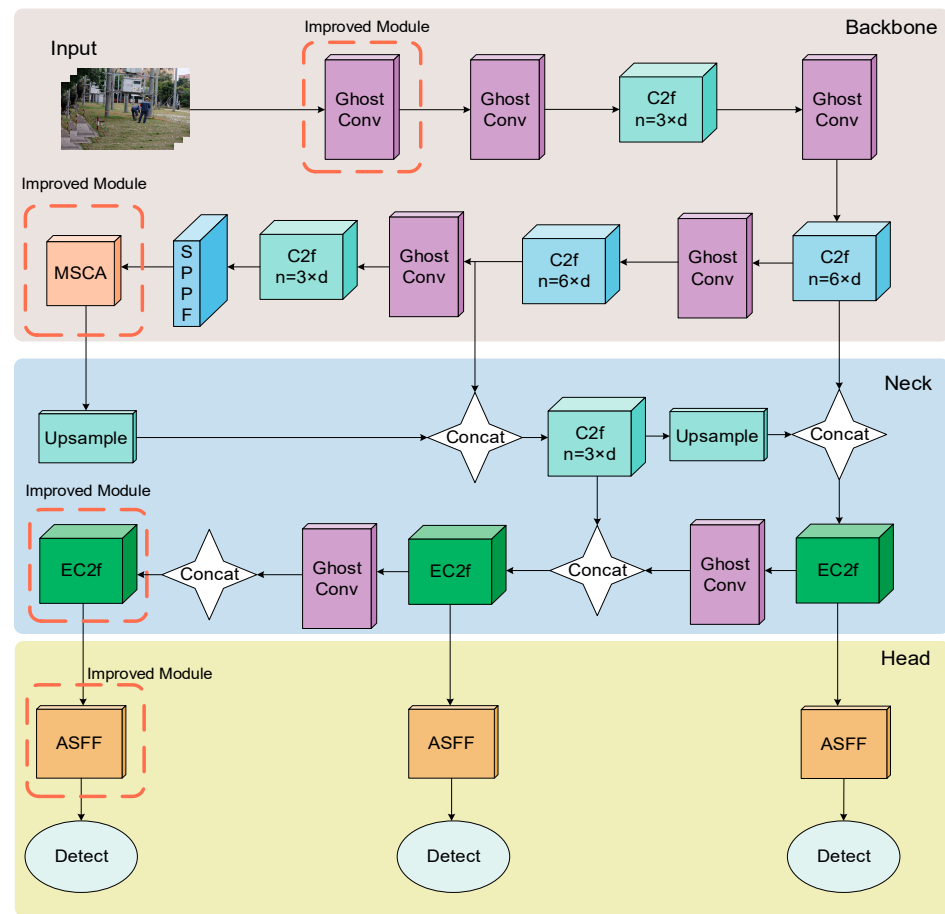 Backbone
Improved Module
Input
Ghost
Conv
Ghost
Conv
C2f
n=3×d
Ghost
Conv
Improved Module
MSCA
S
P
P
F
C2f
n=3×d
Ghost
Conv
C2f
n=6×d
Ghost
Conv
C2f
n=6×d
Neck
Upsample
Concat
C2f
n=3×d
Upsample
Concat
Improved Module
EC2f
Concat
Ghost
Conv
EC2f
Concat
Ghost
Conv
EC2f
Head
Improved Module
ASFF
ASFF
ASFF
Detect
Detect
Detect